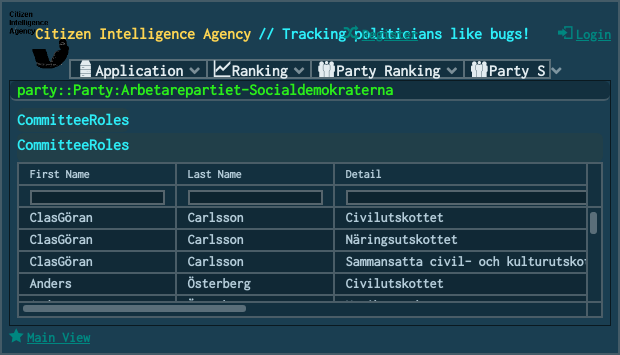 Citizen
Intelligence
Agency
Citizen Intelligence Agency // Tracking politicians like bugs!
Register
Login
Application Ranking Party Ranking Party S
party::Party:Arbetarepartiet-Socialdemokraterna
CommitteeRoles
CommitteeRoles
First Name Last Name Detail
ClasGöran Carlsson Civilutskottet
ClasGöran Carlsson Näringsutskottet
ClasGöran Carlsson Sammansatta civil- och kulturutskot
Anders Österberg Civilutskottet
Main View